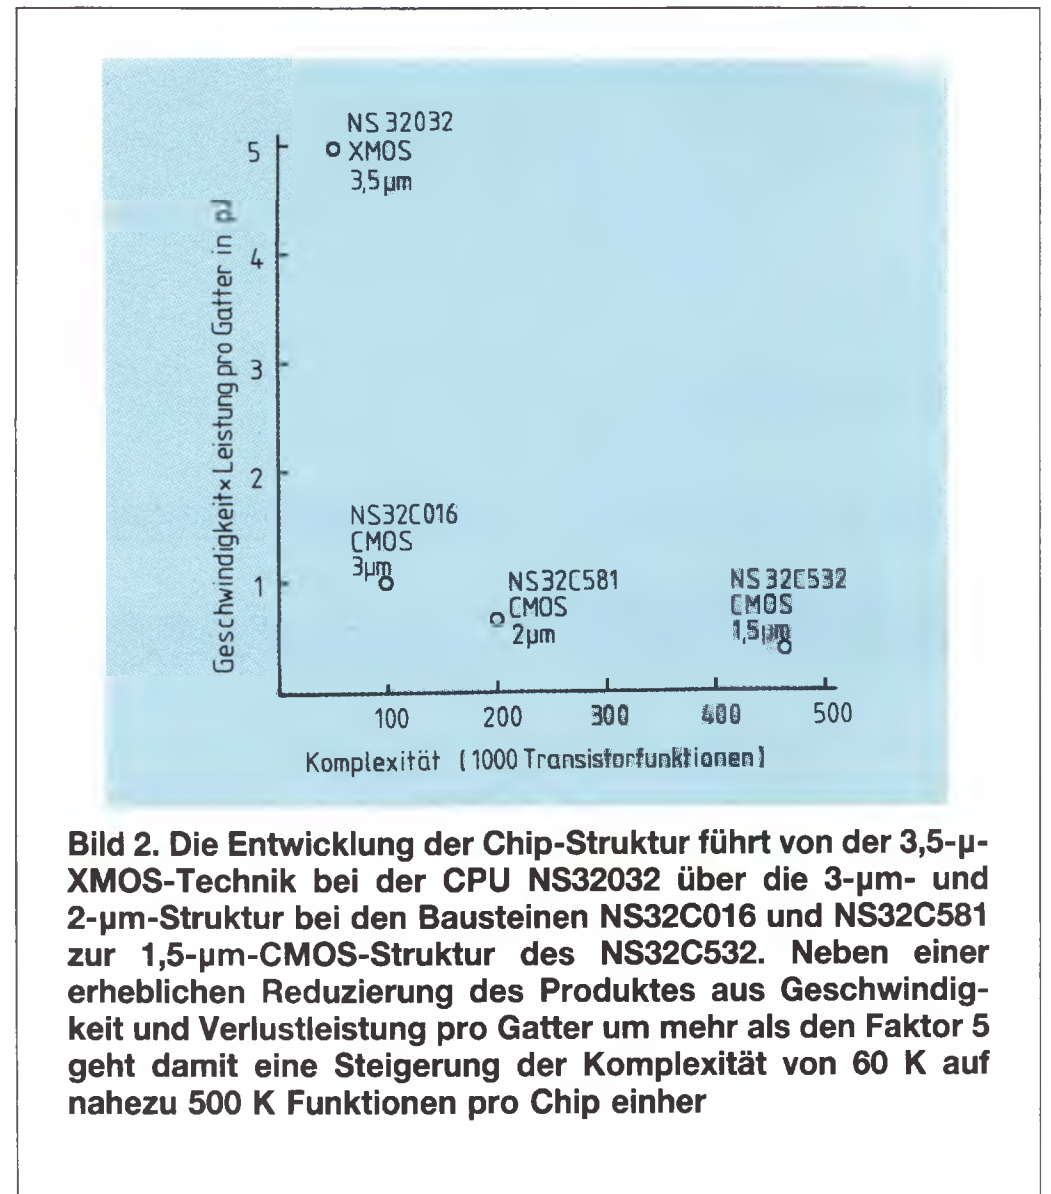 NS 32032
XMOS
3,5 µm
5
4
3
2
1
Geschwindigkeit x Leistung pro Gatter in pJ
NS32C016
CMOS
3µm
NS32C581
CMOS
2µm
NS32C532
CMOS
1,5µm
100 200 300 400 500
Komplexität (1000 Transistorfunktionen)
Bild 2. Die Entwicklung der Chip-Struktur führt von der 3,5-µ-
XMOS-Technik bei der CPU NS32032 über die 3-µm- und
2-µm-Struktur bei den Bausteinen NS32C016 und NS32C581
zur 1,5-µm-CMOS-Struktur des NS32C532. Neben einer
erheblichen Reduzierung des Produktes aus Geschwindig-
keit und Verlustleistung pro Gatter um mehr als den Faktor 5
geht damit eine Steigerung der Komplexität von 60 K auf
nahezu 500 K Funktionen pro Chip einher